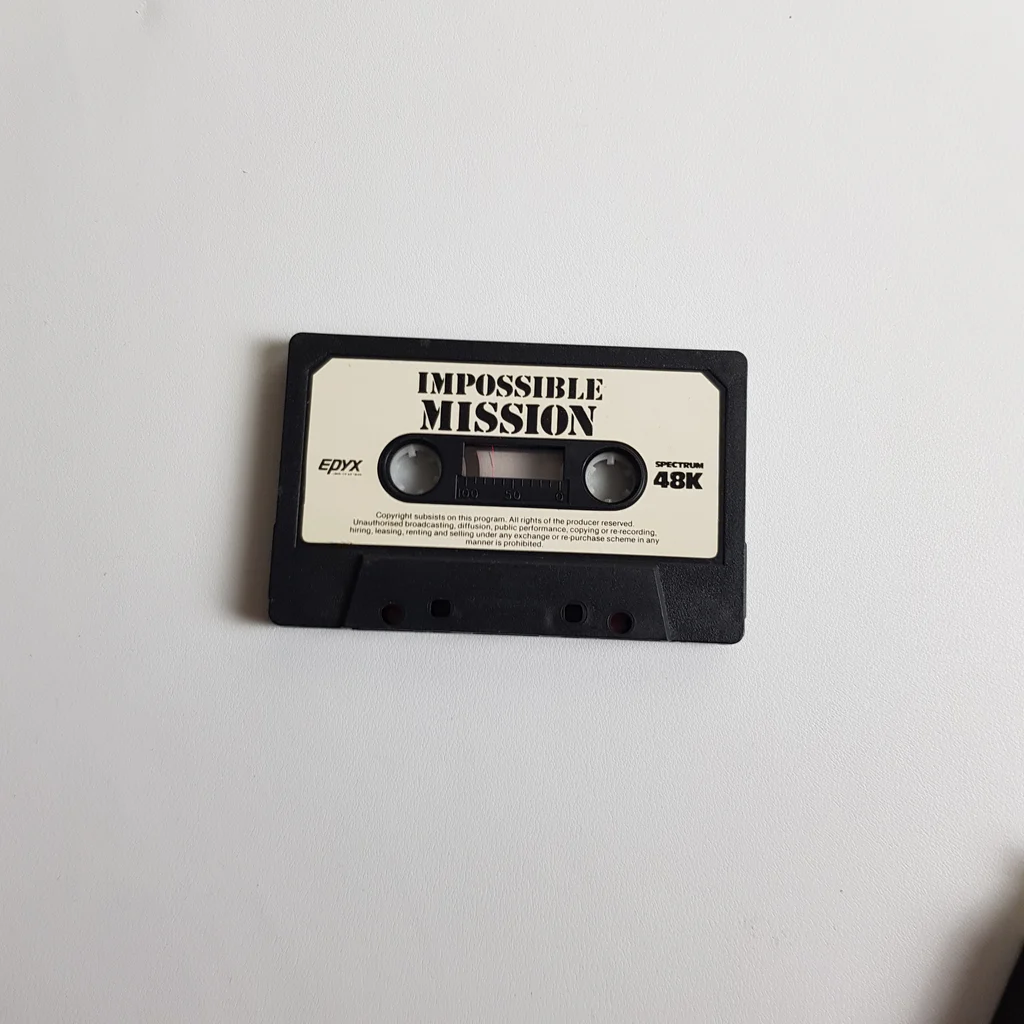 IMPOSSIBLE
MISSION
EPYX
SPECTRUM
48K
100 50 0
Copyright subsists on this program. All rights of the producer reserved.
Unauthorised broadcasting, diffusion, public performance, copying or re-recording,
hiring, leasing, renting and selling under any exchange or re-purchase scheme in any
manner is prohibited.